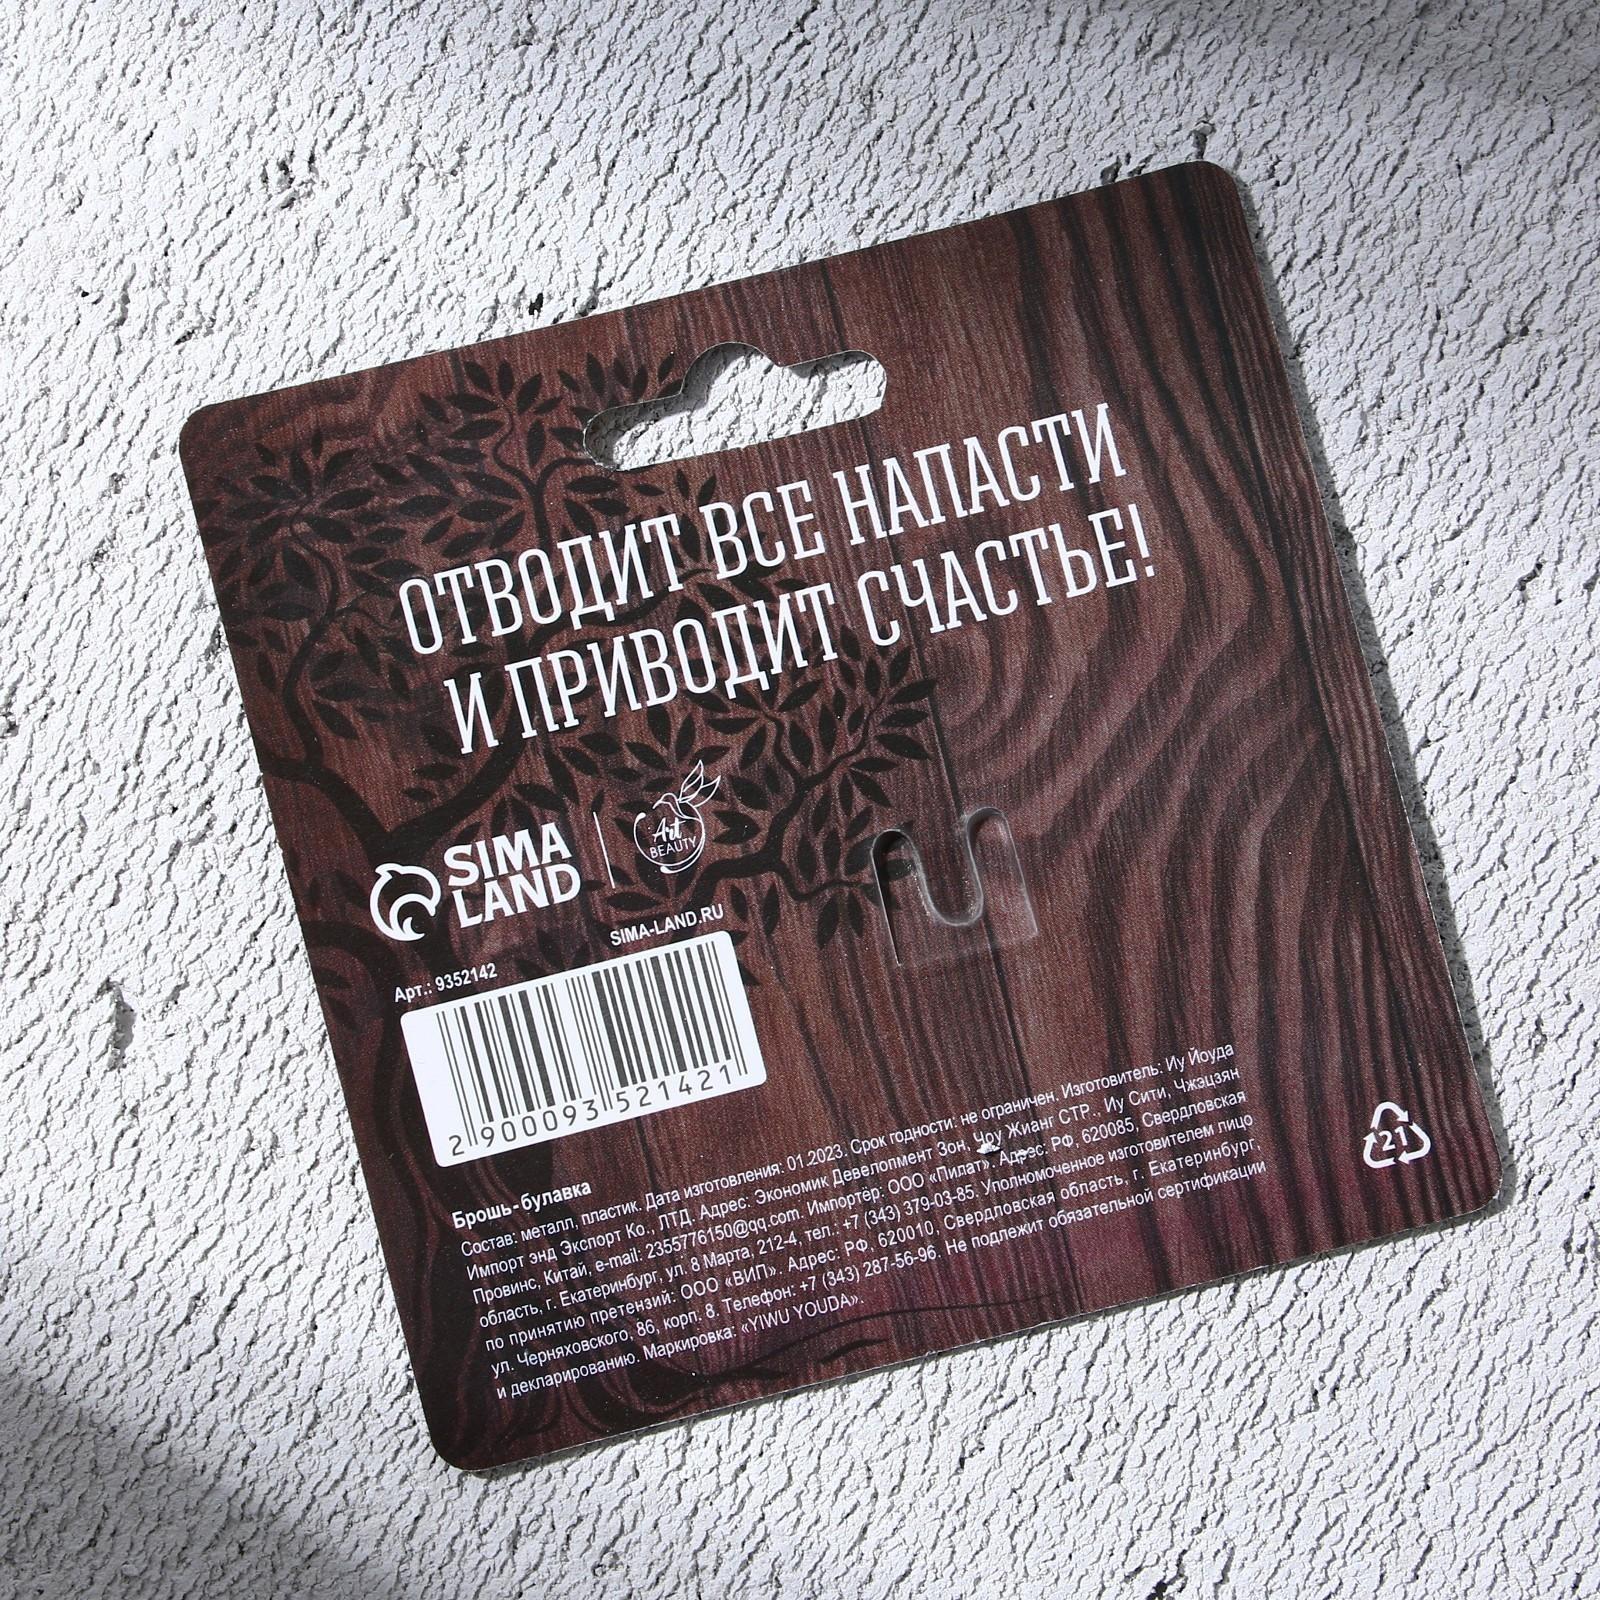 ОТВОДИТ ВСЕ НАПАСТИ
И ПРИВОДИТ СЧАСТЬЕ!
SIMA
LAND
Art
BEAUTY
SIMA-LAND.RU
Арт.: 9352142
2 900093 521421
Брошь-булавка
Состав: металл, пластик. Дата изготовления: 01.2023. Срок годности: не ограничен. Изготовитель: Иу Йоуда
Импорт энд Экспорт Ко., ЛТД. Адрес: Экономик Девелопмент Зон, Чоу Жианг СТР., Иу Сити, Чжэцзян
Провинс, Китай, e-mail: 2355776150@qq.com. Импортёр: ООО «Пилат». Адрес: РФ, 620085, Свердловская
область, г. Екатеринбург, ул. 8 Марта, 212-4, тел.: +7 (343) 379-03-85. Уполномоченное изготовителем лицо
по принятию претензий: ООО «ВИП». Адрес: РФ, 620010, Свердловская область, г. Екатеринбург,
ул. Черняховского, 86, корп. 8. Телефон: +7 (343) 287-56-96. Не подлежит обязательной сертификации
и декларированию. Маркировка: «YIWU YOUDA».
21